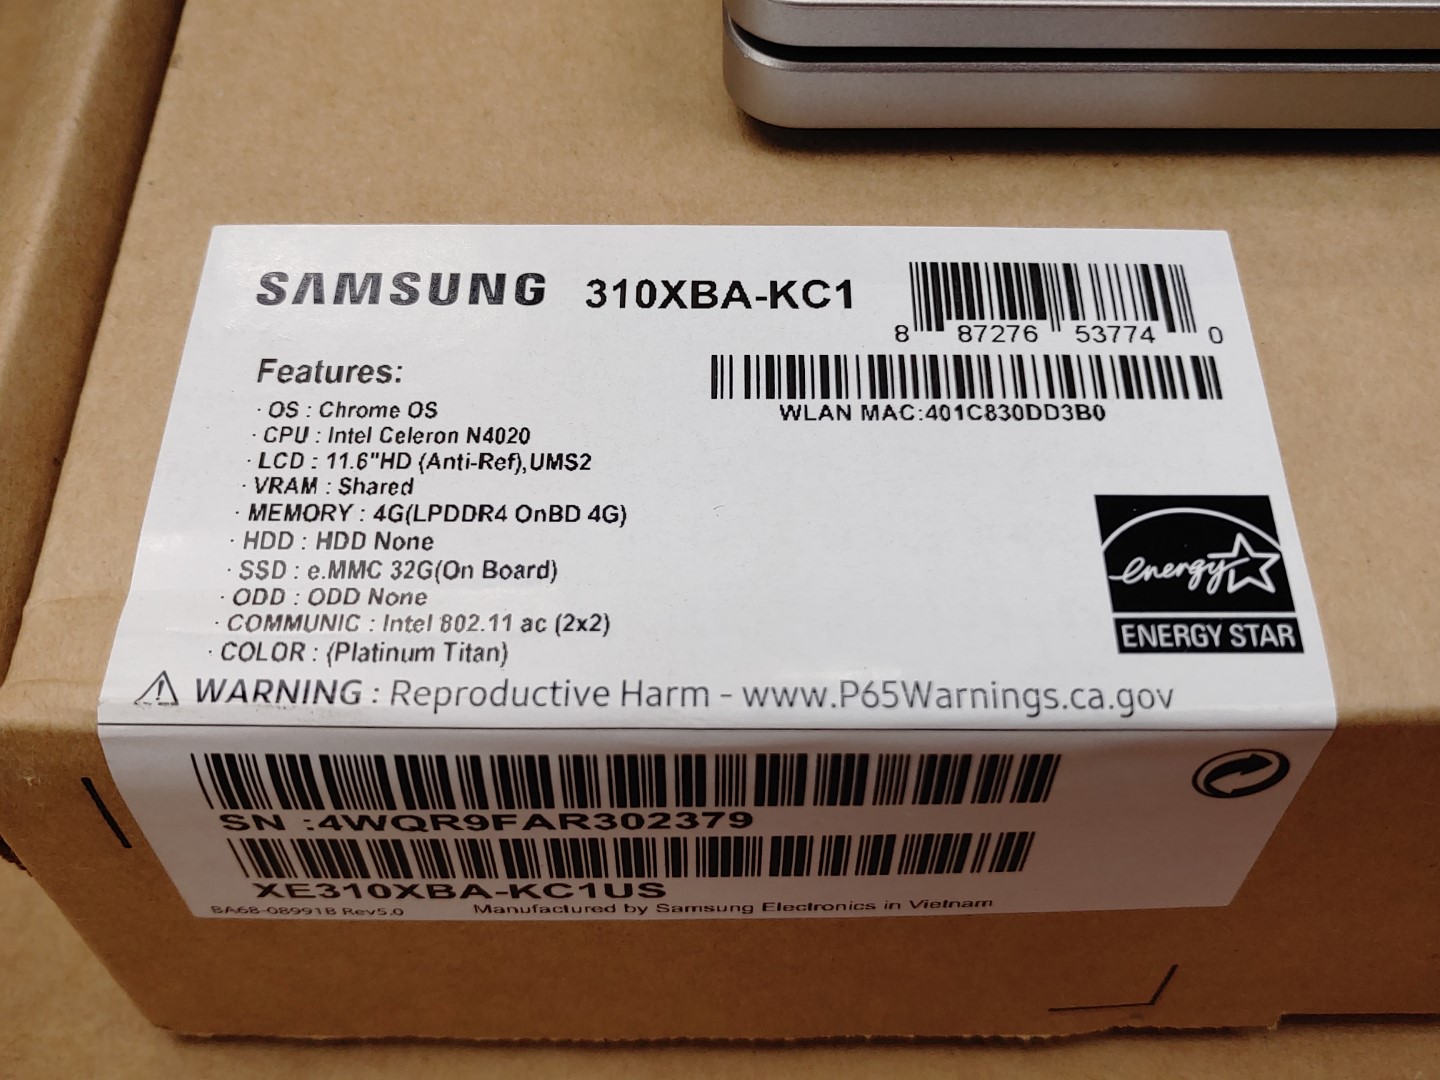 SAMSUNG 310XBA-KC1
8 87276 53774 0
WLAN MAC:401C830DD3B0
Features:
· OS : Chrome OS
· CPU : Intel Celeron N4020
· LCD : 11.6"HD (Anti-Ref),UMS2
· VRAM : Shared
· MEMORY : 4G(LPDDR4 OnBD 4G)
· HDD : HDD None
· SSD : e.MMC 32G(On Board)
· ODD : ODD None
· COMMUNIC : Intel 802.11 ac (2x2)
· COLOR : (Platinum Titan)
energy
ENERGY STAR
WARNING : Reproductive Harm - www.P65Warnings.ca.gov
SN :4WQR9FAR302379
XE310XBA-KC1US
BA68-08991B Rev5.0 Manufactured by Samsung Electronics in Vietnam